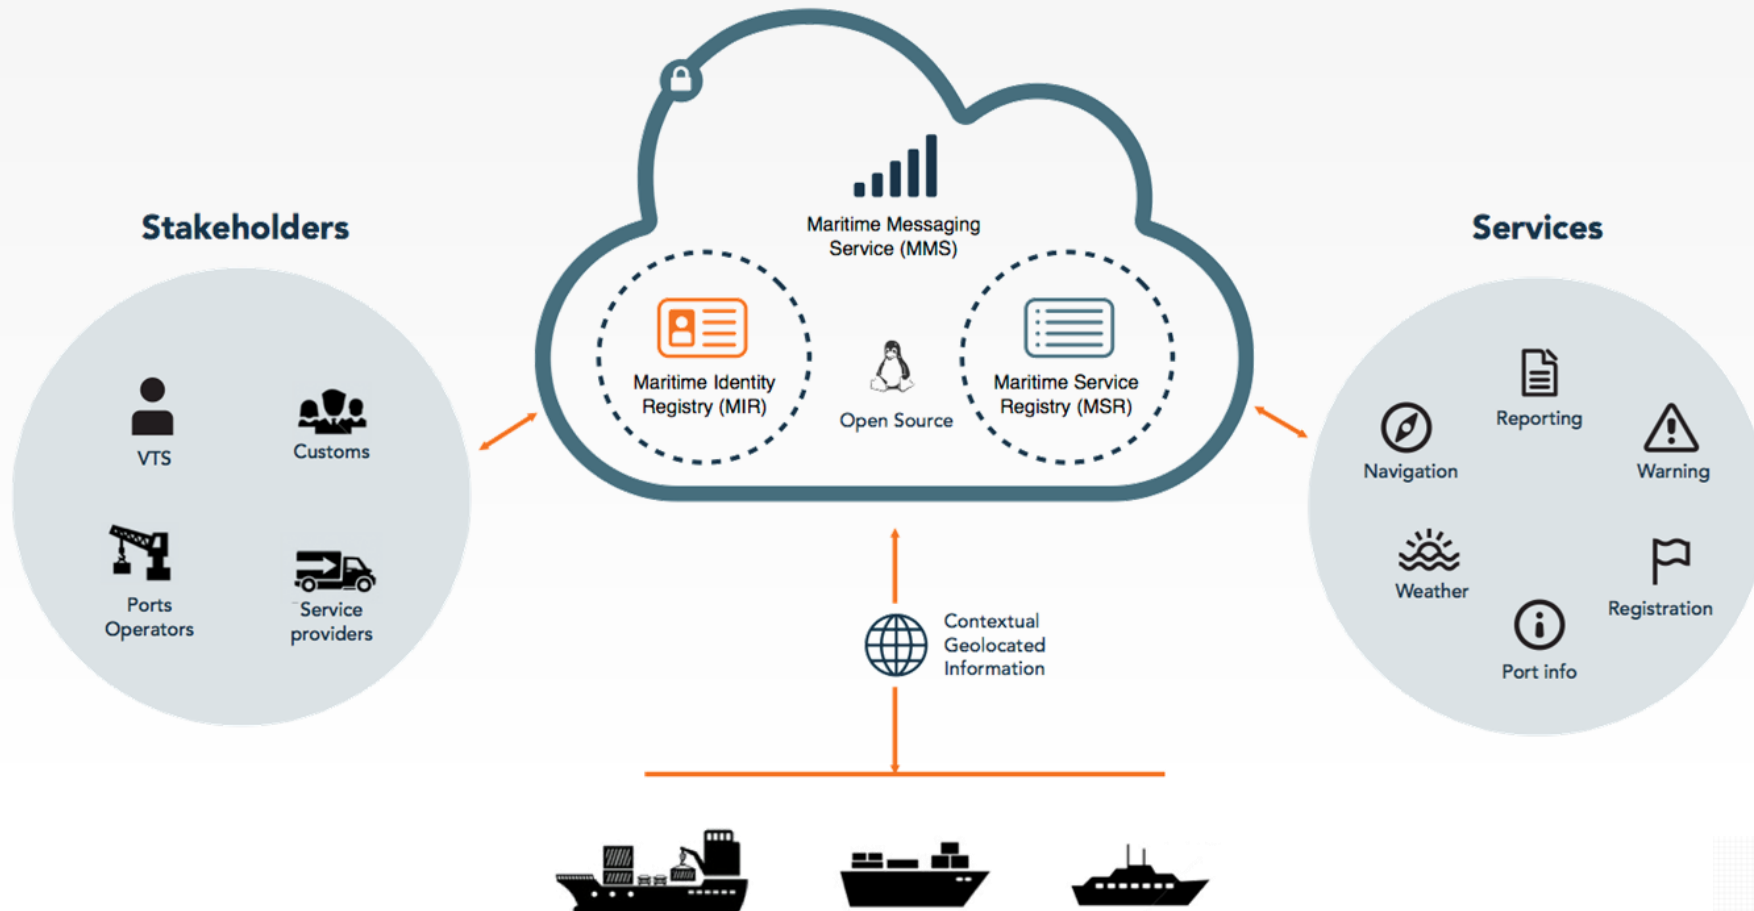 Stakeholders
VTS
Customs
Ports
Operators
Service
providers
Maritime Messaging
Service (MMS)
Maritime Identity
Registry (MIR)
Open Source
Maritime Service
Registry (MSR)
Contextual
Geolocated
Information
Services
Reporting
Navigation
Warning
Weather
Registration
Port info